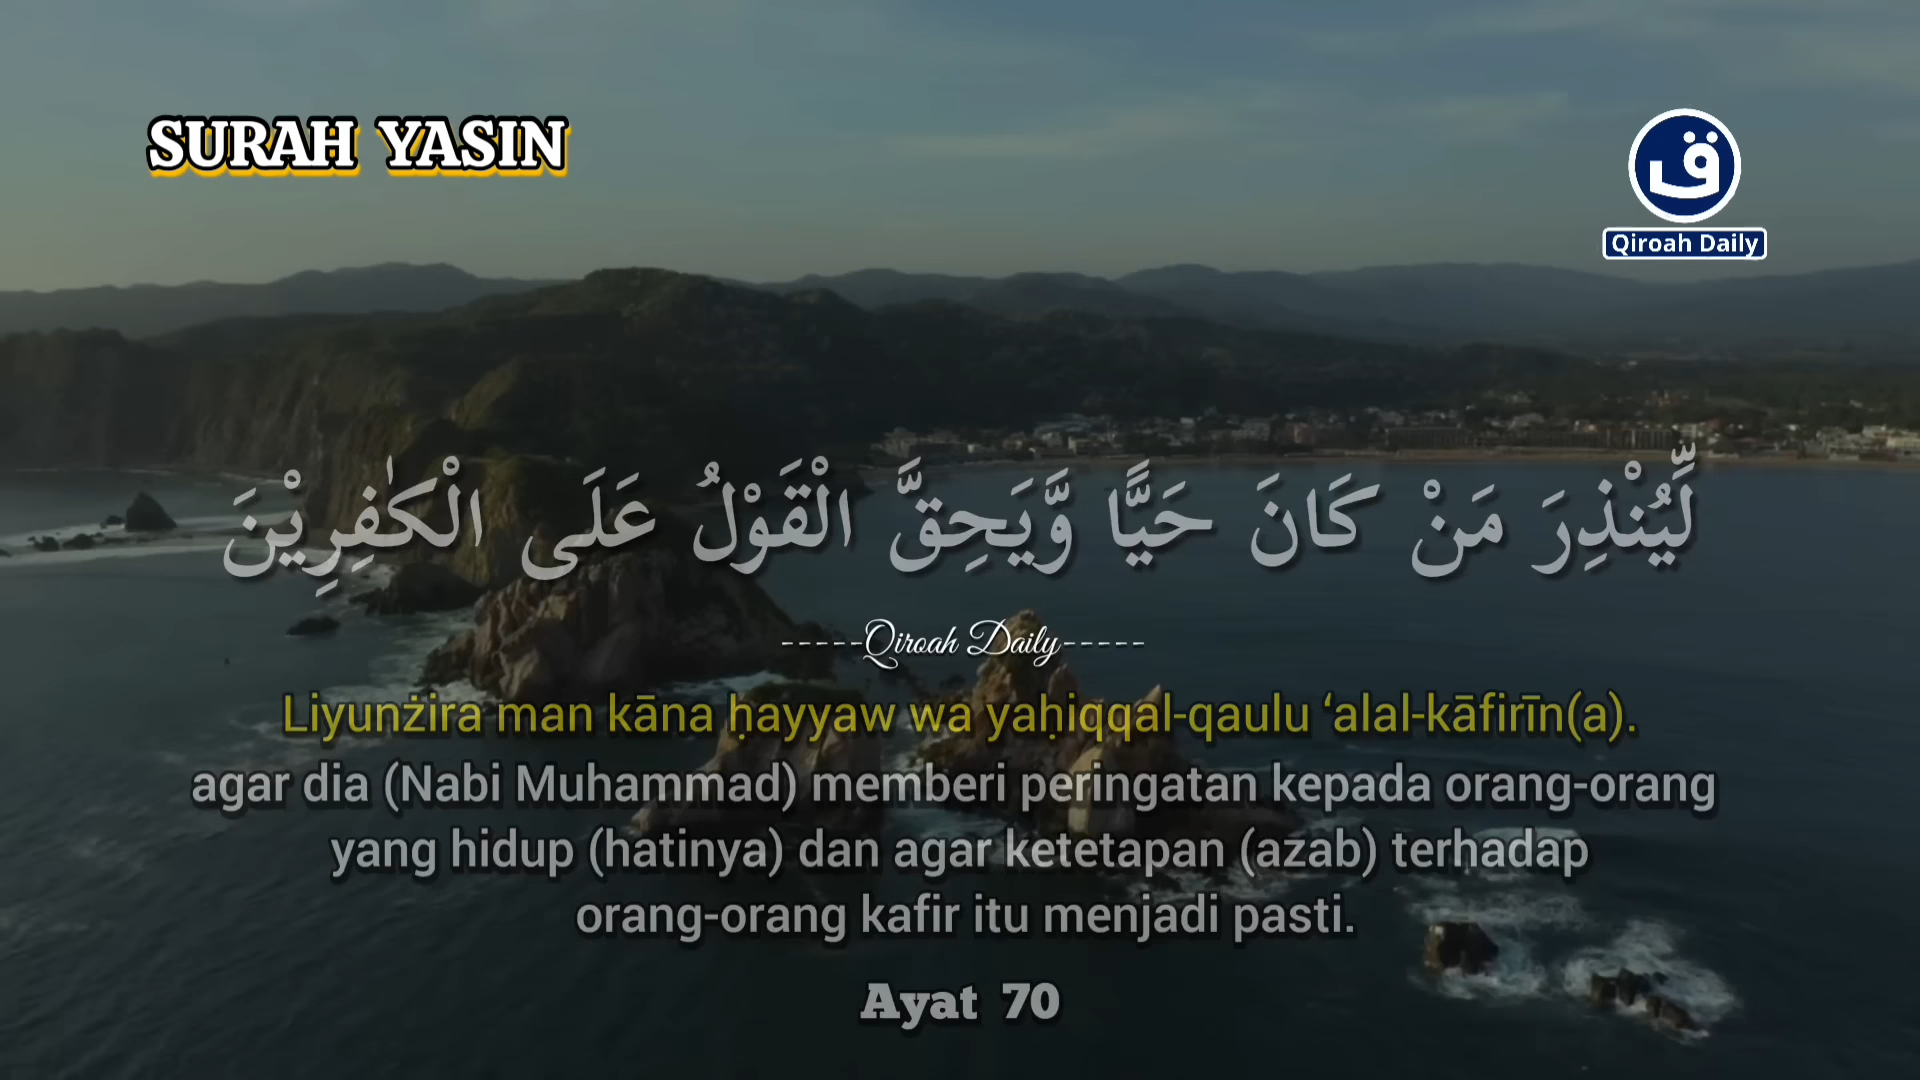 SURAH YASIN
ق
Qiroah Daily
لِّيُنْذِرَ مَنْ كَانَ حَيًّا وَّيَحِقَّ الْقَوْلُ عَلَى الْكٰفِرِيْنَ
-----Qiroah Daily-----
Liyunżira man kāna ḥayyaw wa yaḥiqqal-qaulu ‘alal-kāfirīn(a).
agar dia (Nabi Muhammad) memberi peringatan kepada orang-orang
yang hidup (hatinya) dan agar ketetapan (azab) terhadap
orang-orang kafir itu menjadi pasti.
Ayat 70